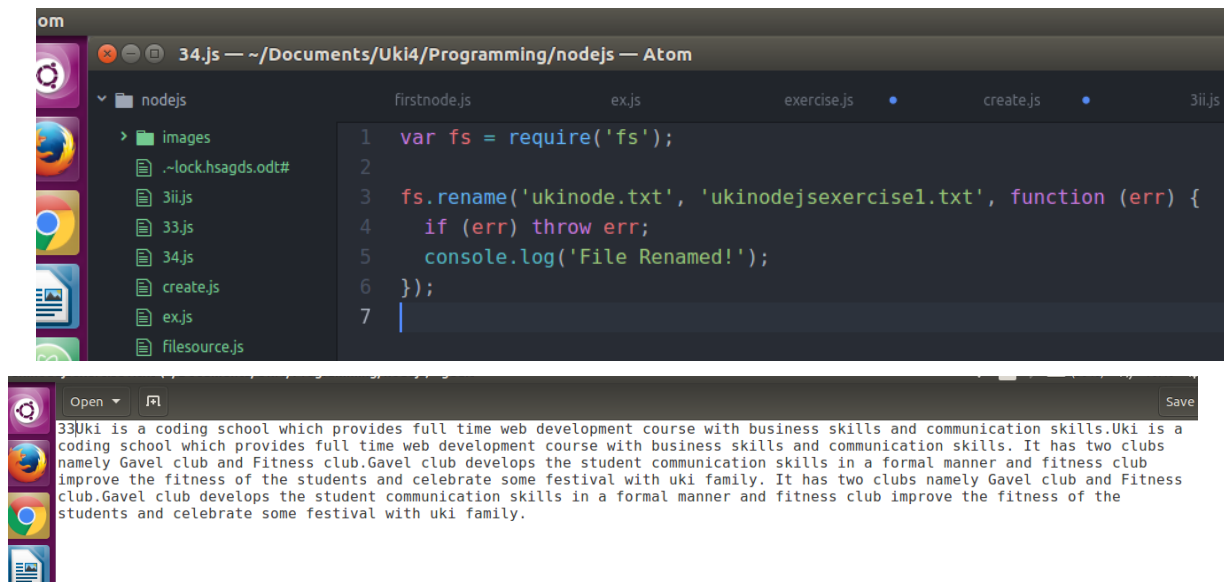 om
34.js — ~/Documents/Uki4/Programming/nodejs — Atom
nodejs
firstnode.js ex.js exercise.js create.js 3ii.js
images
.~lock.hsagds.odt#
3ii.js
33.js
34.js
create.js
ex.js
filesource.js
1 var fs = require('fs');
2
3 fs.rename('ukinode.txt', 'ukinodejsexercise1.txt', function (err) {
4 if (err) throw err;
5 console.log('File Renamed!');
6 });
7
Open Save
33Uki is a coding school which provides full time web development course with business skills and communication skills.Uki is a
coding school which provides full time web development course with business skills and communication skills. It has two clubs
namely Gavel club and Fitness club.Gavel club develops the student communication skills in a formal manner and fitness club
improve the fitness of the students and celebrate some festival with uki family. It has two clubs namely Gavel club and Fitness
club.Gavel club develops the student communication skills in a formal manner and fitness club improve the fitness of the
students and celebrate some festival with uki family.